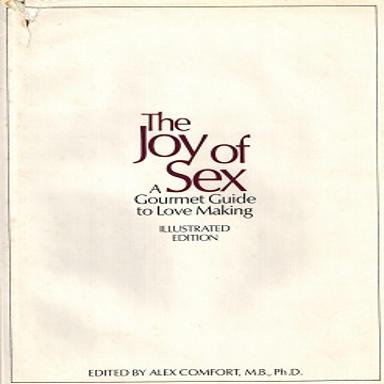 The
Joy of
Sex
A
Gourmet Guide
to Love Making
ILLUSTRATED
EDITION
EDITED BY ALEX COMFORT, M.B., Ph.D.